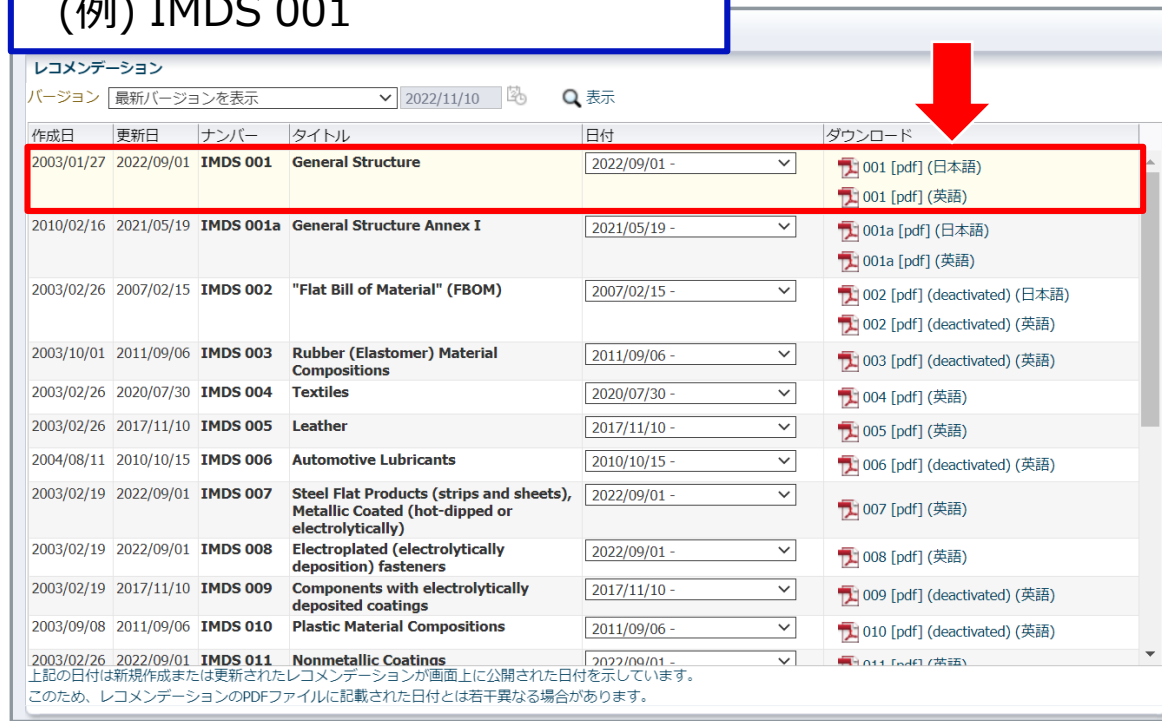 (例) IMDS 001
レコメンデーション
バージョン 最新バージョンを表示 2022/11/10 表示
作成日 更新日 ナンバー タイトル 日付 ダウンロード
2003/01/27 2022/09/01 IMDS 001 General Structure 2022/09/01 - 001 [pdf] (日本語)
001 [pdf] (英語)
2010/02/16 2021/05/19 IMDS 001a General Structure Annex I 2021/05/19 - 001a [pdf] (日本語)
001a [pdf] (英語)
2003/02/26 2007/02/15 IMDS 002 "Flat Bill of Material" (FBOM) 2007/02/15 - 002 [pdf] (deactivated) (日本語)
002 [pdf] (deactivated) (英語)
2003/10/01 2011/09/06 IMDS 003 Rubber (Elastomer) Material 2011/09/06 - 003 [pdf] (deactivated) (英語)
Compositions
2003/02/26 2020/07/30 IMDS 004 Textiles 2020/07/30 - 004 [pdf] (英語)
2003/02/26 2017/11/10 IMDS 005 Leather 2017/11/10 - 005 [pdf] (英語)
2004/08/11 2010/10/15 IMDS 006 Automotive Lubricants 2010/10/15 - 006 [pdf] (deactivated) (英語)
2003/02/19 2022/09/01 IMDS 007 Steel Flat Products (strips and sheets), 2022/09/01 - 007 [pdf] (英語)
Metallic Coated (hot-dipped or
electrolytically)
2003/02/19 2022/09/01 IMDS 008 Electroplated (electrolytically 2022/09/01 - 008 [pdf] (英語)
deposition) fasteners
2003/02/19 2017/11/10 IMDS 009 Components with electrolytically 2017/11/10 - 009 [pdf] (deactivated) (英語)
deposited coatings
2003/09/08 2011/09/06 IMDS 010 Plastic Material Compositions 2011/09/06 - 010 [pdf] (deactivated) (英語)
2003/02/26 2022/09/01 IMDS 011 Nonmetallic Coatings 2022/09/01 - 011 [pdf] (英語)
上記の日付は新規作成または更新されたレコメンデーションが画面上に公開された日付を示しています。
このため、レコメンデーションのPDFファイルに記載された日付とは若干異なる場合があります。